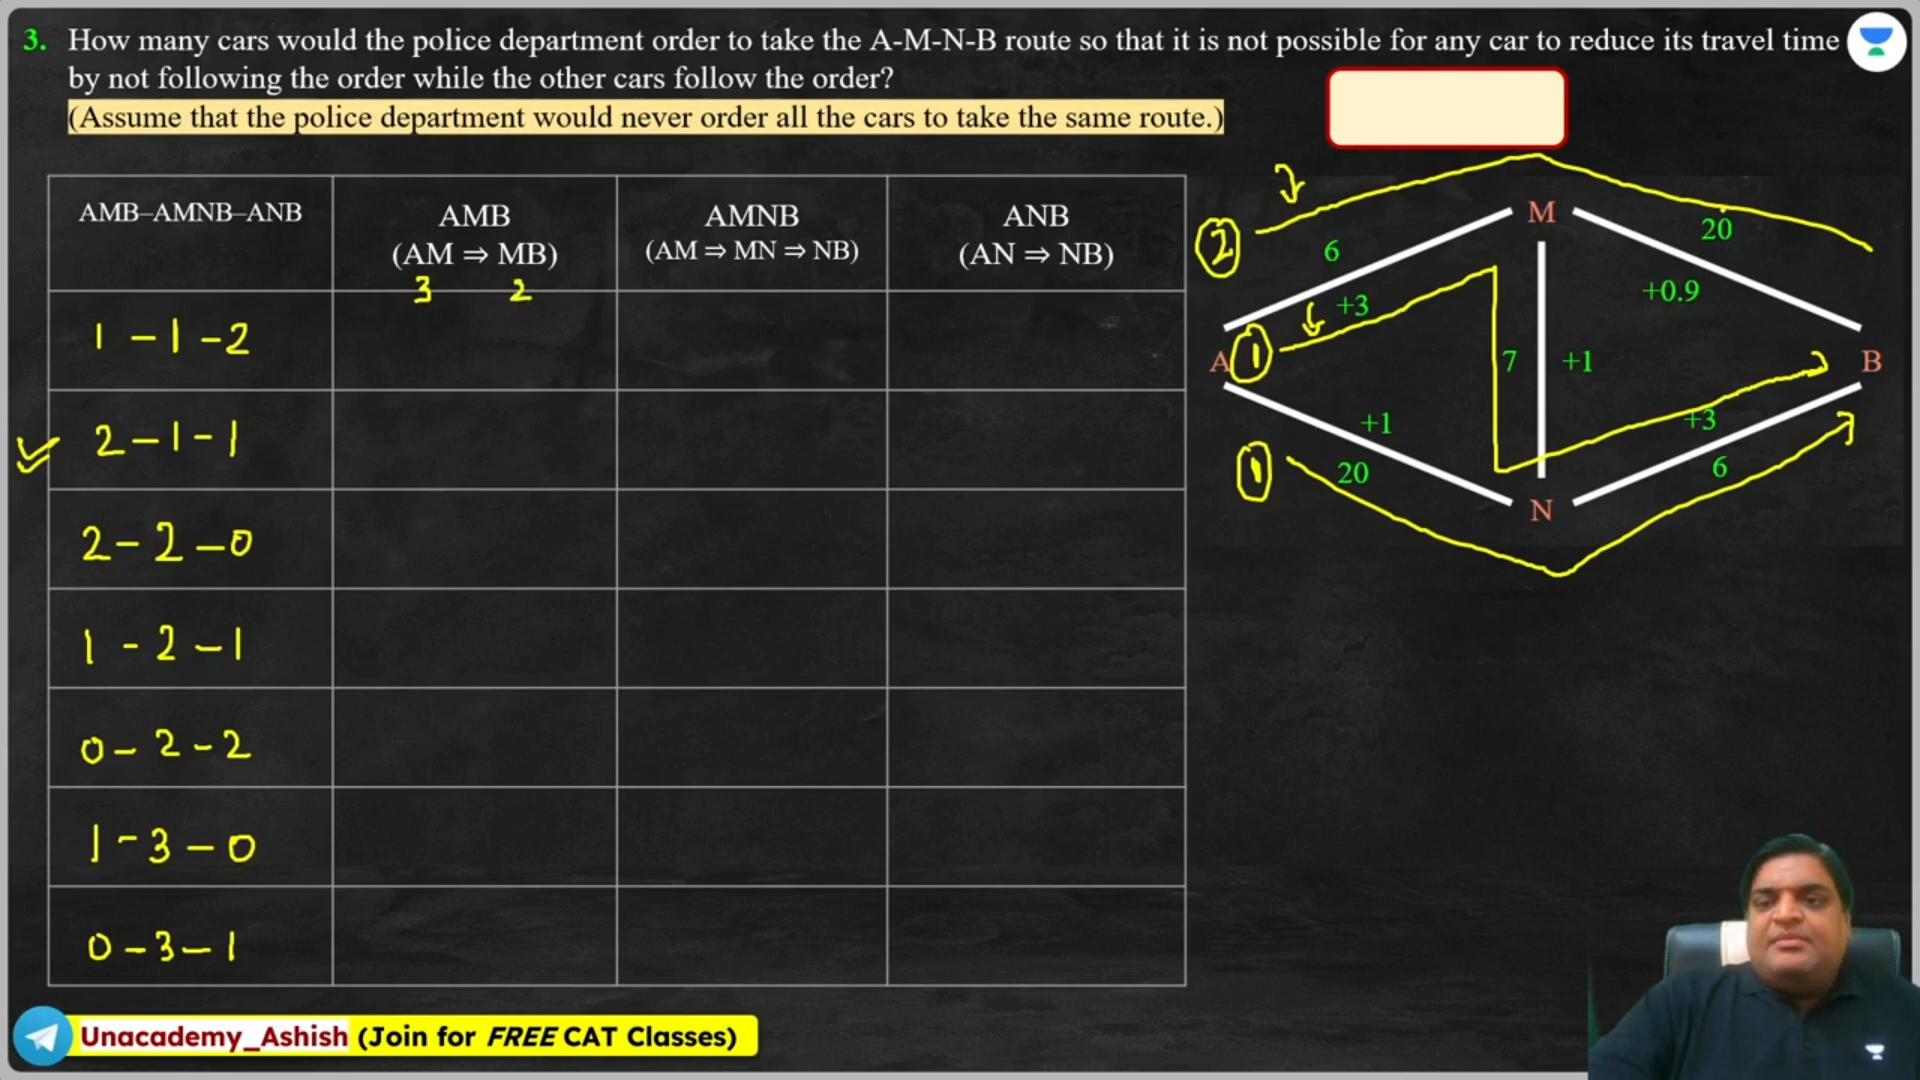 3. How many cars would the police department order to take the A-M-N-B route so that it is not possible for any car to reduce its travel time
by not following the order while the other cars follow the order?
(Assume that the police department would never order all the cars to take the same route.)
AMB–AMNB–ANB
AMB
(AM ⇒ MB)
AMNB
(AM ⇒ MN ⇒ NB)
ANB
(AN ⇒ NB)
3 2
1 - 1 - 2
2 - 1 - 1
2 - 2 - 0
1 - 2 - 1
0 - 2 - 2
1 - 3 - 0
0 - 3 - 1
M
2
6
20
+3
+0.9
A
1
7
+1
B
+1
+3
1
20
6
N
Unacademy_Ashish (Join for FREE CAT Classes)